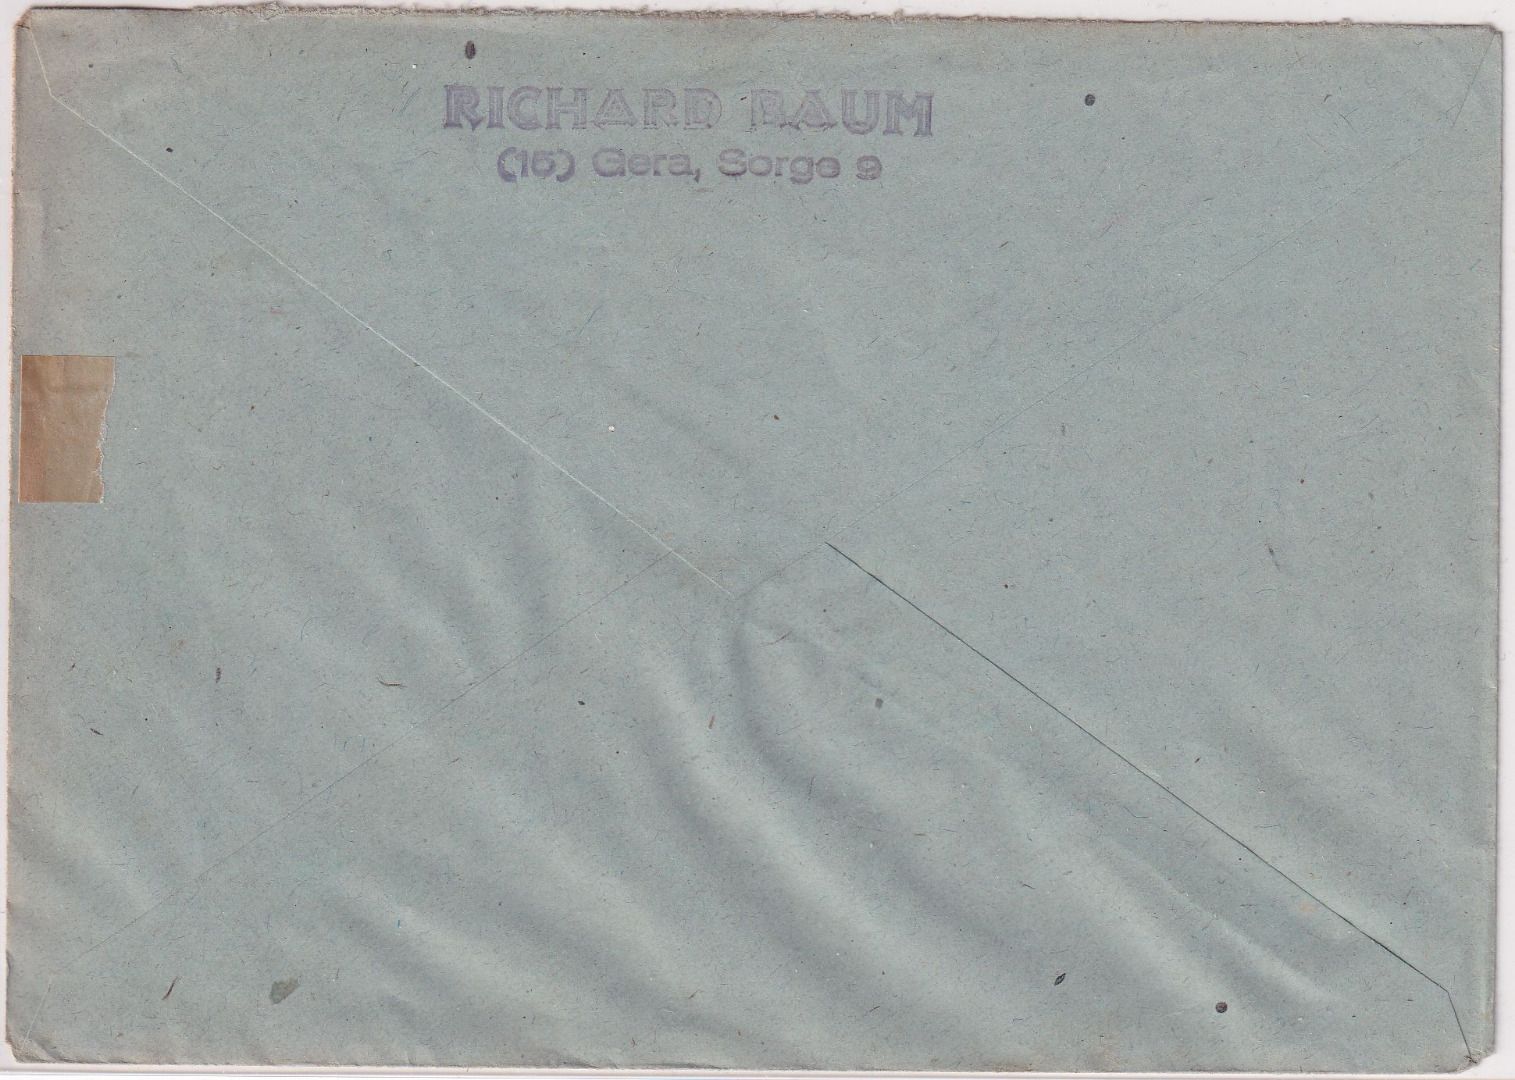 RICHARD BAUM
(15) Gera, Sorge 9